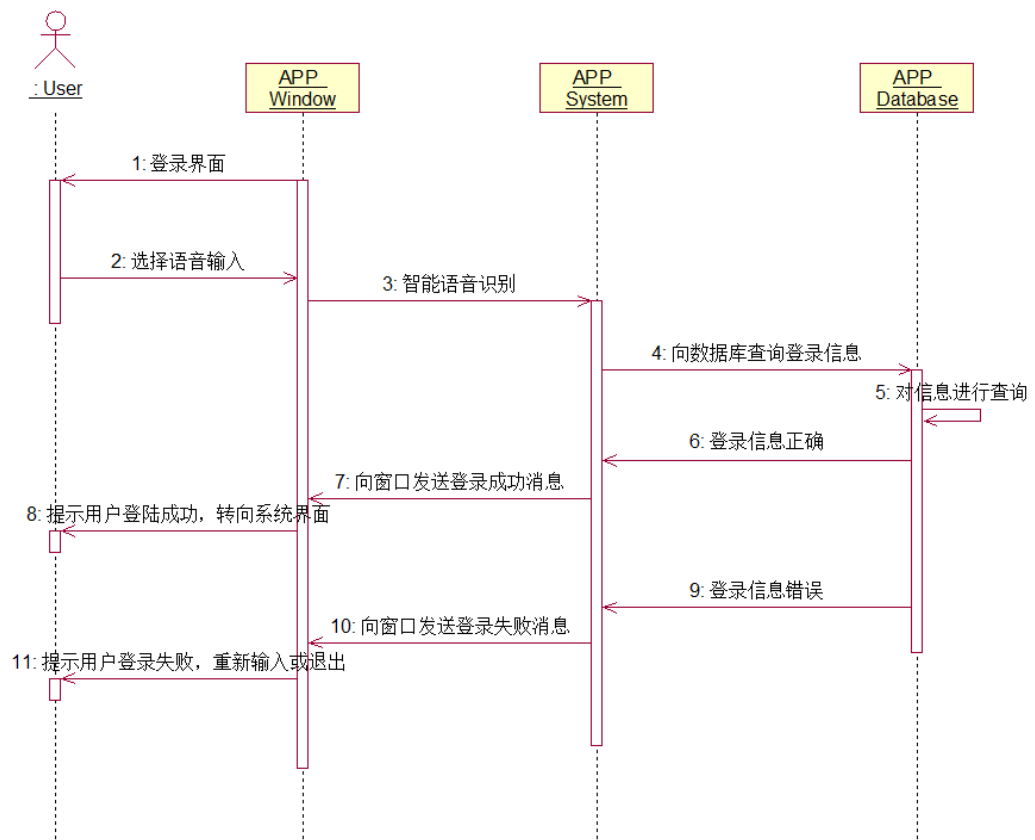 : User
APP
Window
APP
System
APP
Database
1: 登录界面
2: 选择语音输入
3: 智能语音识别
4: 向数据库查询登录信息
5: 对信息进行查询
6: 登录信息正确
7: 向窗口发送登录成功消息
8: 提示用户登陆成功，转向系统界面
9: 登录信息错误
10: 向窗口发送登录失败消息
11: 提示用户登录失败，重新输入或退出